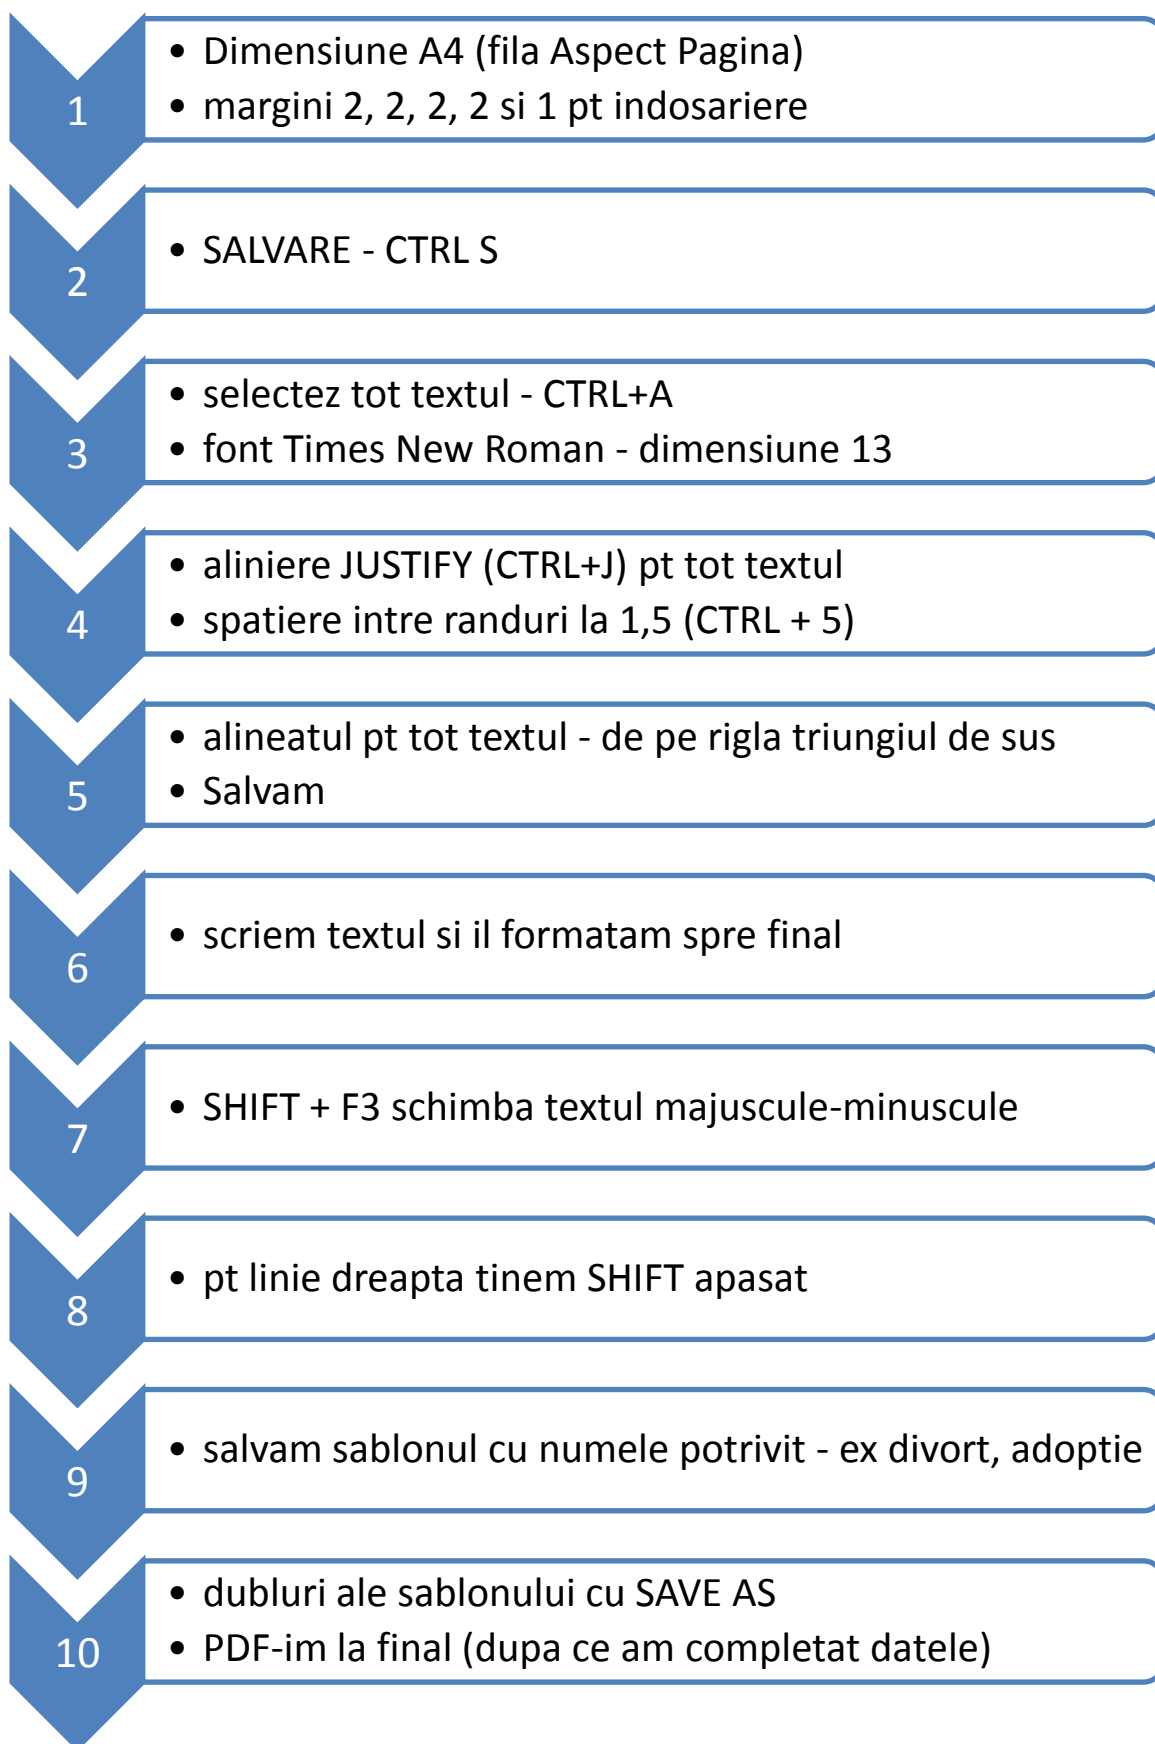 1
• Dimensiune A4 (fila Aspect Pagina)
• margini 2, 2, 2, 2 si 1 pt indosariere
2
• SALVARE - CTRL S
3
• selectez tot textul - CTRL+A
• font Times New Roman - dimensiune 13
4
• aliniere JUSTIFY (CTRL+J) pt tot textul
• spatiere intre randuri la 1,5 (CTRL + 5)
5
• alineatul pt tot textul - de pe rigla triungiul de sus
• Salvam
6
• scriem textul si il formatam spre final
7
• SHIFT + F3 schimba textul majuscule-minuscule
8
• pt linie dreapta tinem SHIFT apasat
9
• salvam sablonul cu numele potrivit - ex divort, adoptie
10
• dubluri ale sablonului cu SAVE AS
• PDF-im la final (dupa ce am completat datele)